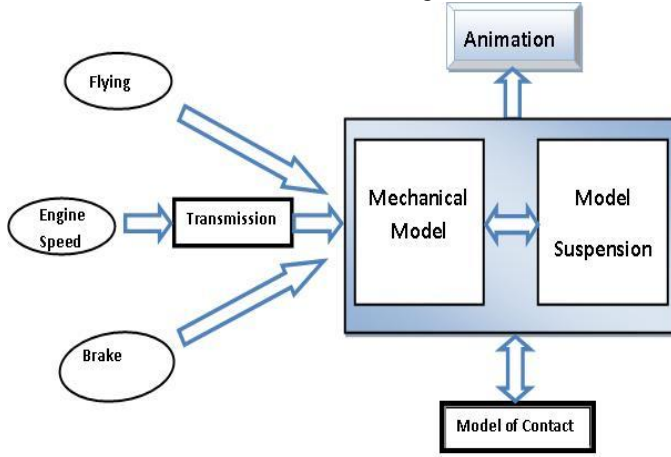 Animation
Flying
Engine
Speed
Transmission
Mechanical
Model
Model
Suspension
Brake
Model of Contact